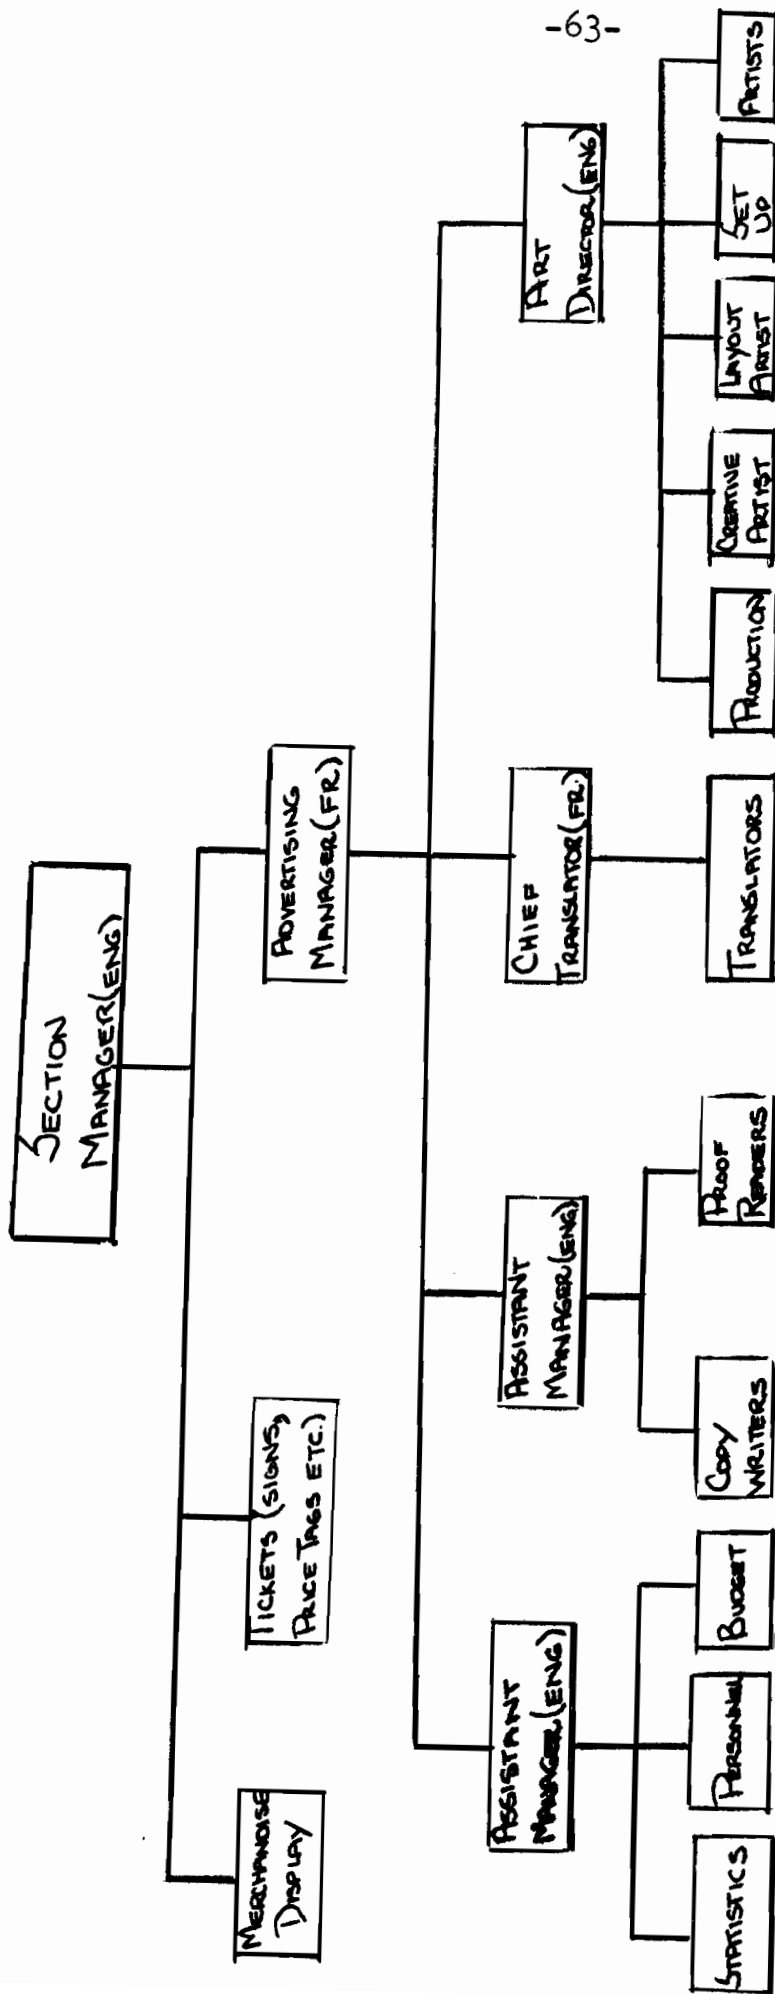 -63-
SECTION
MANAGER(ENG)
MERCHANDISE
DISPLAY
TICKETS (SIGNS,
PRICE TAGS ETC.)
ADVERTISING
MANAGER(FR)
ASSISTANT
MANAGER(ENG)
ASSISTANT
MANAGER(ENG)
CHIEF
TRANSLATOR(FR.)
ART
DIRECTOR(ENG)
STATISTICS
PERSONNEL
BUDGET
COPY
WRITERS
PROOF
READERS
TRANSLATORS
PRODUCTION
CREATIVE
ARTIST
LAYOUT
ARTIST
SET
UP
ARTISTS